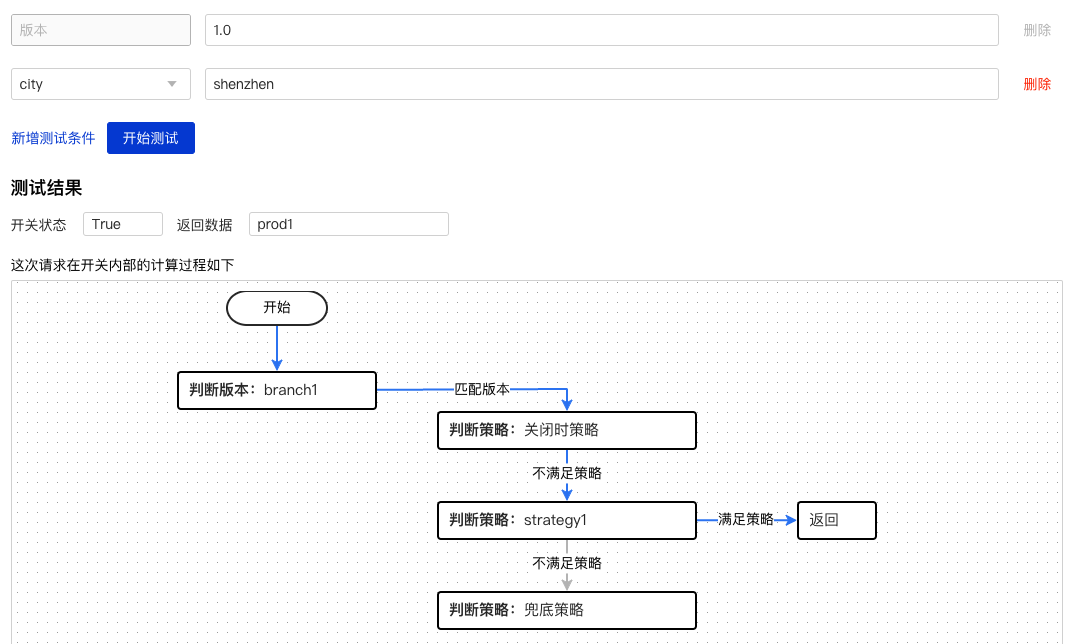 版本 1.0 删除
city shenzhen 删除
新增测试条件 开始测试
测试结果
开关状态 True 返回数据 prod1
这次请求在开关内部的计算过程如下
开始
判断版本：branch1 匹配版本
判断策略：关闭时策略
不满足策略
判断策略：strategy1 满足策略 返回
不满足策略
判断策略：兜底策略